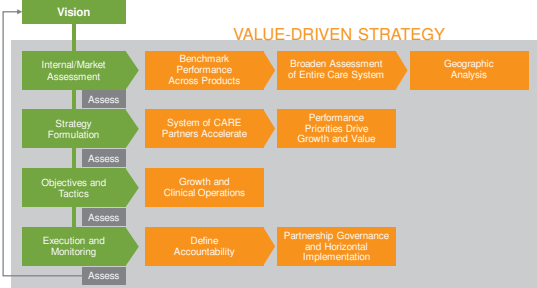 Vision
VALUE-DRIVEN STRATEGY
Internal/Market
Assessment
Benchmark
Performance
Across Products
Broaden Assessment
of Entire Care System
Geographic
Analysis
Assess
Strategy
Formulation
System of CARE
Partners Accelerate
Performance
Priorities Drive
Growth and Value
Assess
Objectives and
Tactics
Growth and
Clinical Operations
Assess
Execution and
Monitoring
Define
Accountability
Partnership Governance
and Horizontal
Implementation
Assess